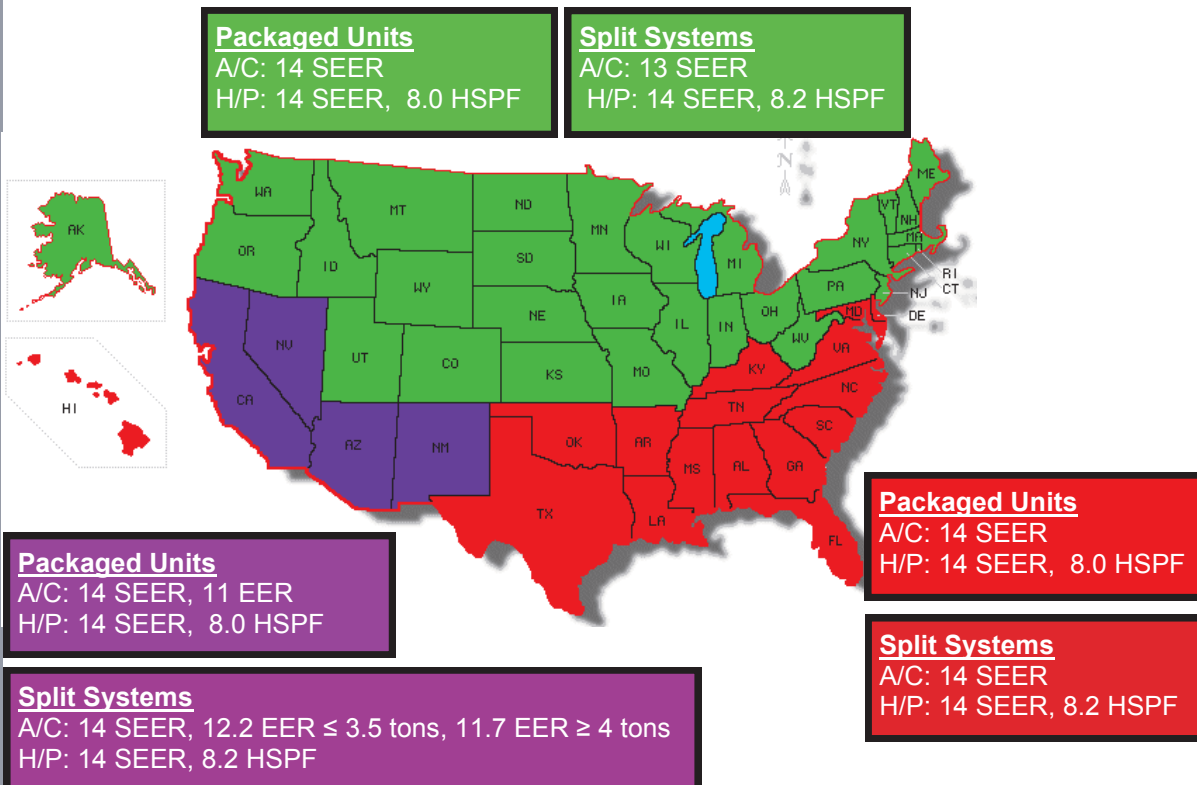 Packaged Units
A/C: 14 SEER
H/P: 14 SEER, 8.0 HSPF
Split Systems
A/C: 13 SEER
H/P: 14 SEER, 8.2 HSPF
N
AK
HI
WA
OR
ID
MT
WY
ND
SD
NE
KS
MN
IA
MO
WI
IL
MI
IN
OH
WV
PA
NY
VT
NH
ME
MA
RI
CT
NJ
DE
MD
UT
CO
NV
CA
AZ
NM
KY
VA
TN
NC
SC
OK
AR
MS
AL
GA
TX
LA
FL
Packaged Units
A/C: 14 SEER, 11 EER
H/P: 14 SEER, 8.0 HSPF
Split Systems
A/C: 14 SEER, 12.2 EER ≤ 3.5 tons, 11.7 EER ≥ 4 tons
H/P: 14 SEER, 8.2 HSPF
Packaged Units
A/C: 14 SEER
H/P: 14 SEER, 8.0 HSPF
Split Systems
A/C: 14 SEER
H/P: 14 SEER, 8.2 HSPF